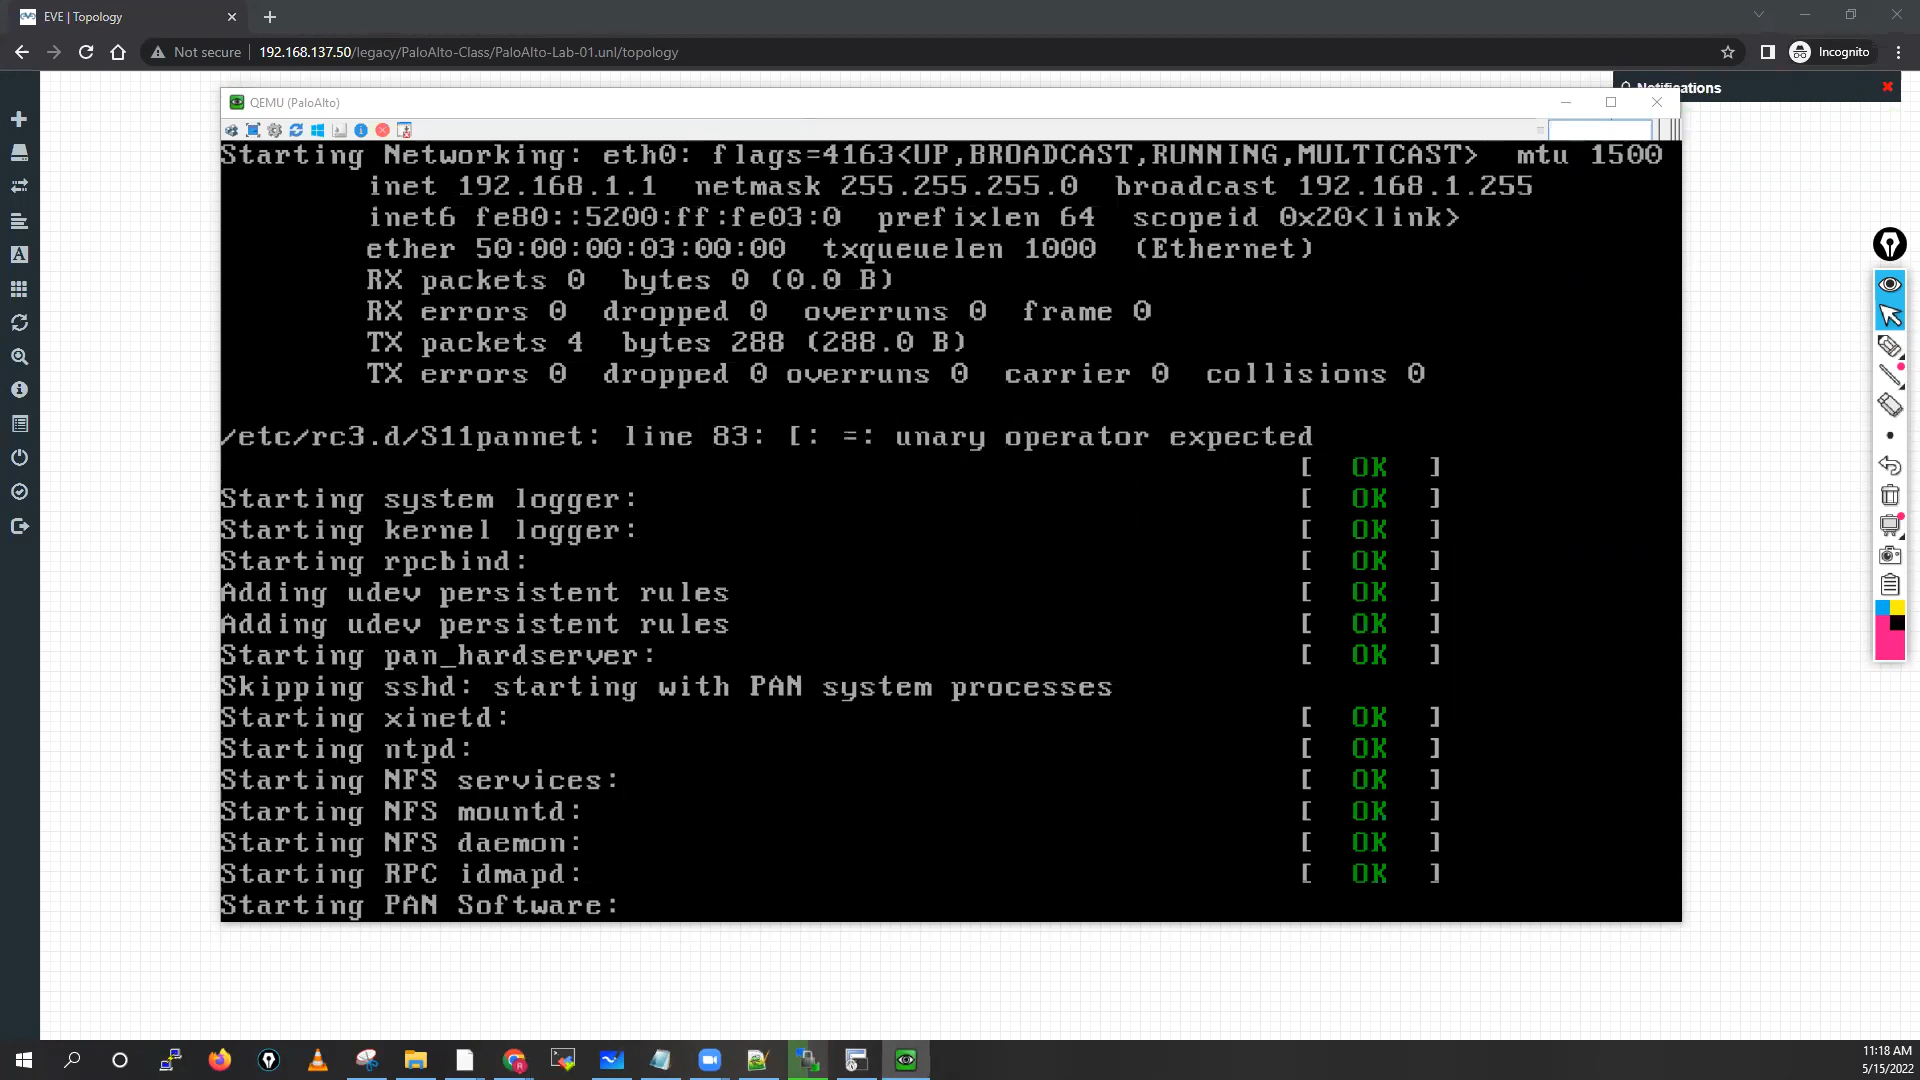 EVE | Topology
Not secure
192.168.137.50/legacy/PaloAlto-Class/PaloAlto-Lab-01.unl/topology
Incognito
Notifications
QEMU (PaloAlto)
Starting Networking: eth0: flags=4163<UP,BROADCAST,RUNNING,MULTICAST>  mtu 1500
inet 192.168.1.1  netmask 255.255.255.0  broadcast 192.168.1.255
inet6 fe80::5200:ff:fe03:0  prefixlen 64  scopeid 0x20<link>
ether 50:00:00:03:00:00  txqueuelen 1000  (Ethernet)
RX packets 0  bytes 0 (0.0 B)
RX errors 0  dropped 0  overruns 0  frame 0
TX packets 4  bytes 288 (288.0 B)
TX errors 0  dropped 0 overruns 0  carrier 0  collisions 0
/etc/rc3.d/S11pannet: line 83: [: =: unary operator expected
[  OK  ]
Starting system logger: [  OK  ]
Starting kernel logger: [  OK  ]
Starting rpcbind: [  OK  ]
Adding udev persistent rules [  OK  ]
Adding udev persistent rules [  OK  ]
Starting pan_hardserver: [  OK  ]
Skipping sshd: starting with PAN system processes
Starting xinetd: [  OK  ]
Starting ntpd: [  OK  ]
Starting NFS services: [  OK  ]
Starting NFS mountd: [  OK  ]
Starting NFS daemon: [  OK  ]
Starting RPC idmapd: [  OK  ]
Starting PAN Software:
11:18 AM
5/15/2022